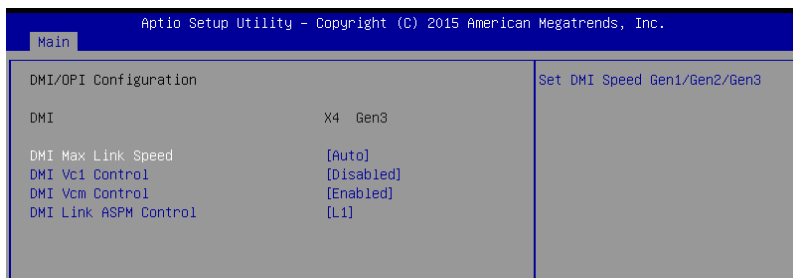 Aptio Setup Utility – Copyright (C) 2015 American Megatrends, Inc.
Main
DMI/OPI Configuration
Set DMI Speed Gen1/Gen2/Gen3
DMI X4 Gen3
DMI Max Link Speed [Auto]
DMI Vc1 Control [Disabled]
DMI Vcm Control [Enabled]
DMI Link ASPM Control [L1]